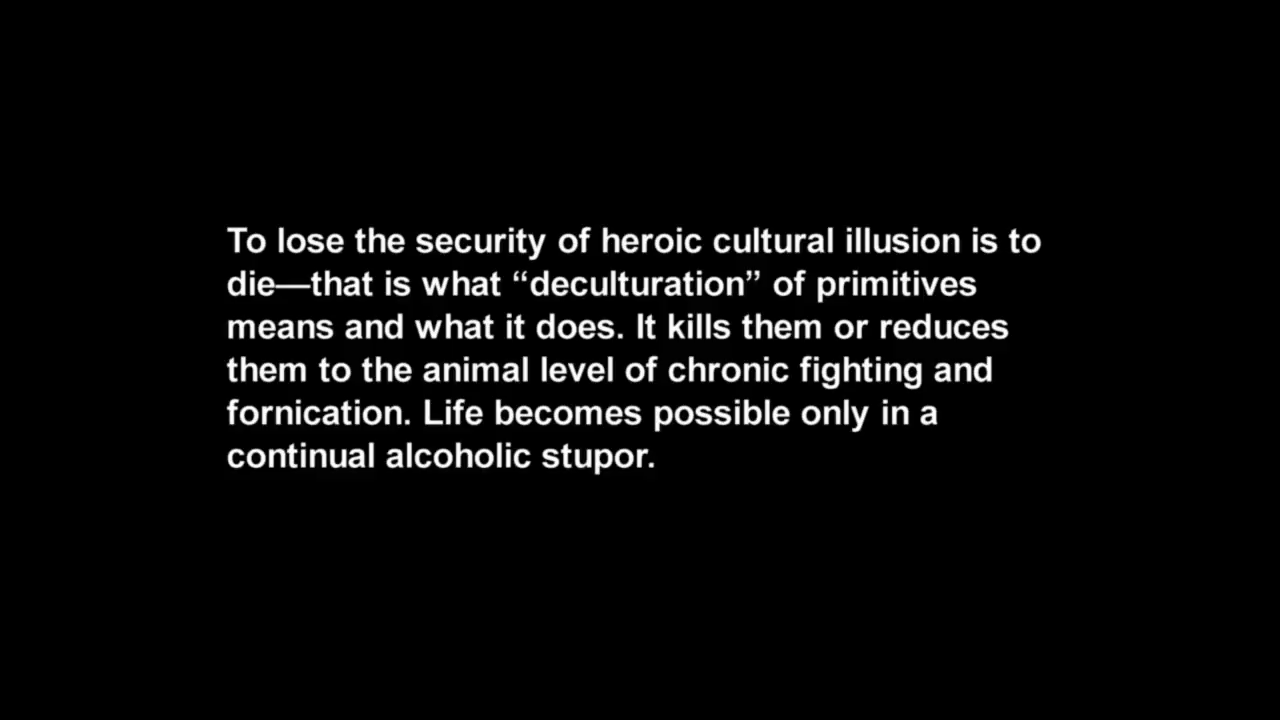 To lose the security of heroic cultural illusion is to
die—that is what “deculturation” of primitives
means and what it does. It kills them or reduces
them to the animal level of chronic fighting and
fornication. Life becomes possible only in a
continual alcoholic stupor.